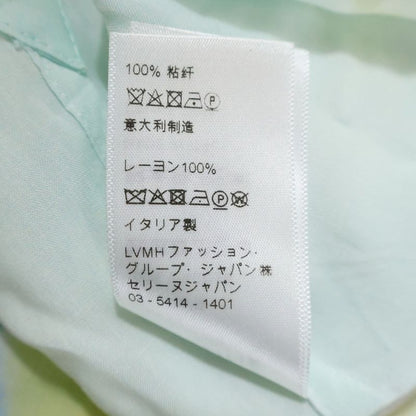 100% 粘纤
P
意大利制造
レーヨン100%
P W
イタリア製
LVMHファッション・
グループ・ジャパン㈱
セリーヌジャパン
03 - 5414 - 1401